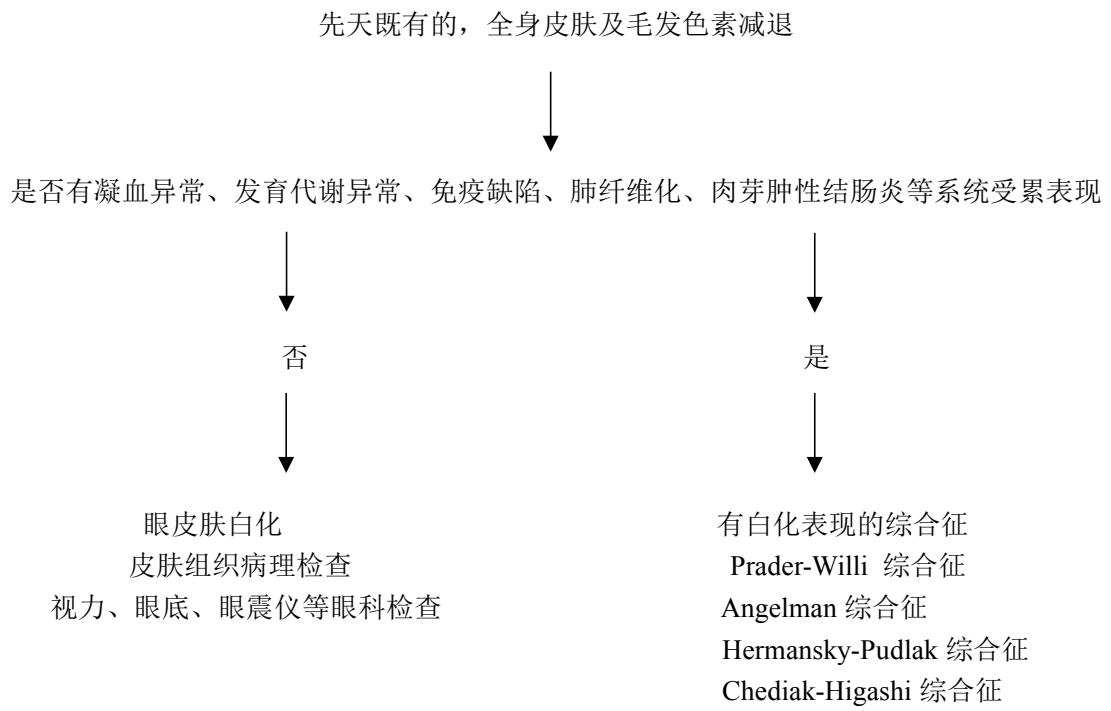 先天既有的，全身皮肤及毛发色素减退
是否有凝血异常、发育代谢异常、免疫缺陷、肺纤维化、肉芽肿性结肠炎等系统受累表现
否
是
眼皮肤白化
皮肤组织病理检查
视力、眼底、眼震仪等眼科检查
有白化表现的综合征
Prader-Willi 综合征
Angelman 综合征
Hermansky-Pudlak 综合征
Chediak-Higashi 综合征